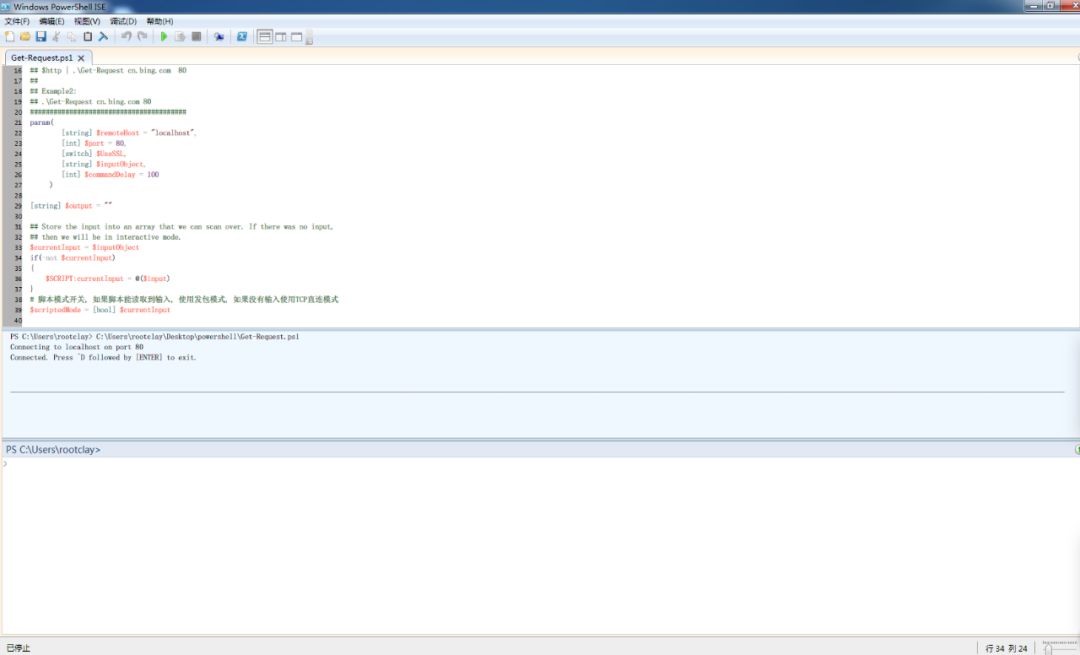 Windows PowerShell ISE
文件(F) 编辑(E) 视图(V) 调试(D) 帮助(H)
Get-Request.ps1
16 ## $http | .\Get-Request cn.bing.com  80
17 ##
18 ## Example2:
19 ## .\Get-Request cn.bing.com 80
20 ########################################
21 param(
22 [string] $remoteHost = "localhost",
23 [int] $port = 80,
24 [switch] $UseSSL,
25 [string] $inputObject,
26 [int] $commandDelay = 100
27 )
28
29 [string] $output = ""
30
31 ## Store the input into an array that we can scan over. If there was no input,
32 ## then we will be in interactive mode.
33 $currentInput = $inputObject
34 if(-not $currentInput)
35 {
36 $SCRIPT:currentInput = @($input)
37 }
38 # 脚本模式开关, 如果脚本能读取到输入, 使用发包模式, 如果没有输入使用TCP直连模式
39 $scriptedMode = [bool] $currentInput
40
PS C:\Users\rootclay> C:\Users\rootclay\Desktop\powershell\Get-Request.ps1
Connecting to localhost on port 80
Connected. Press ^D followed by [ENTER] to exit.
PS C:\Users\rootclay>
已停止
行 34 列 24